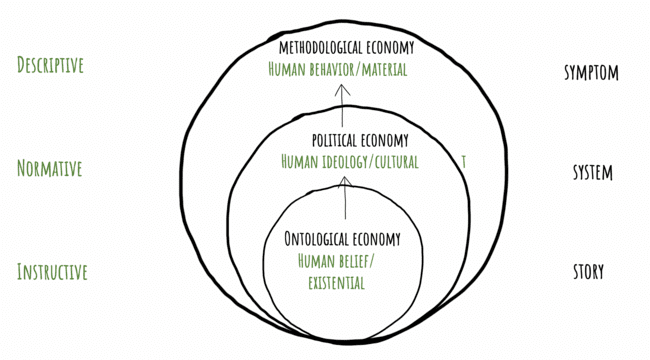 METHODOLOGICAL ECONOMY
DESCRIPTIVE
HUMAN BEHAVIOR/MATERIAL
SYMPTOM
POLITICAL ECONOMY
NORMATIVE
HUMAN IDEOLOGY/CULTURAL
T
SYSTEM
ONTOLOGICAL ECONOMY
HUMAN BELIEF/
INSTRUCTIVE
STORY
EXISTENTIAL